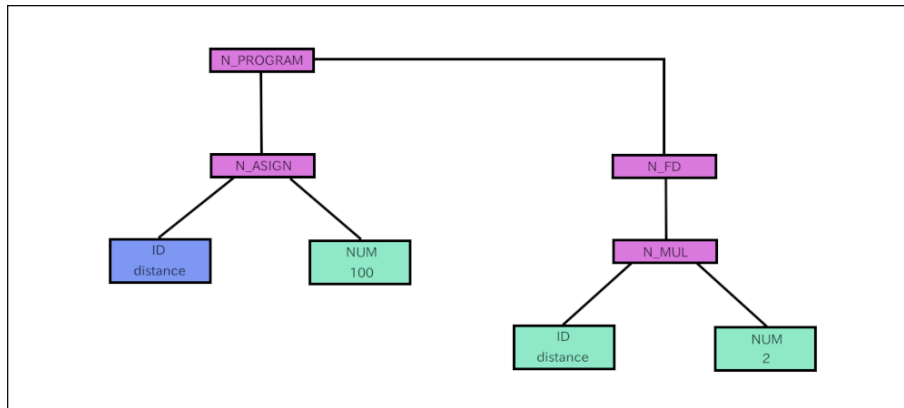 N_PROGRAM
N_ASIGN
N_FD
ID
distance
NUM
100
N_MUL
ID
distance
NUM
2